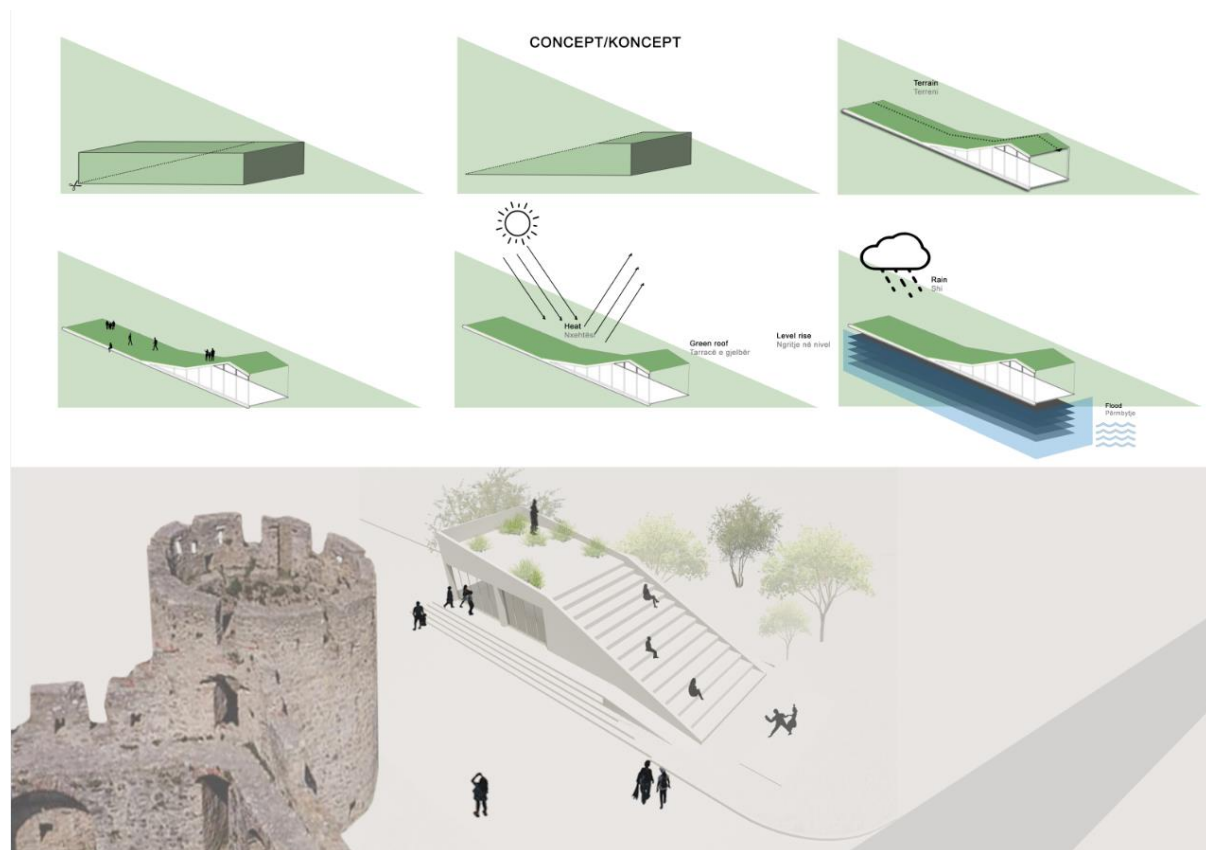 CONCEPT/KONCEPT
Terrain
Terreni
Heat
Nxehtësi
Green roof
Tarracë e gjelbër
Level rise
Ngritje në nivel
Rain
Shi
Flood
Përmbytje